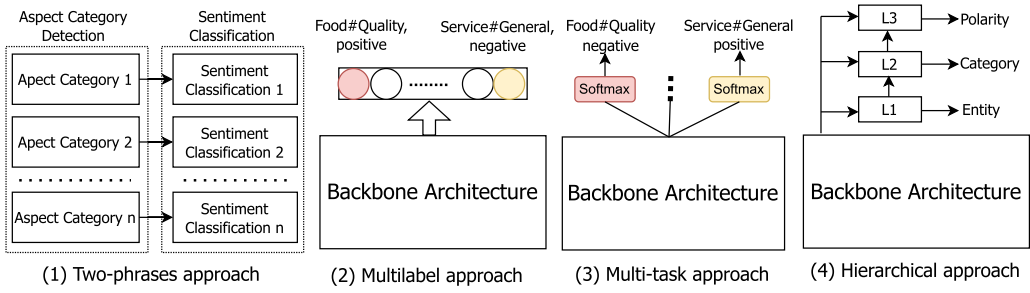 Aspect Category
Detection
Sentiment
Classification
Apect Category 1
Sentiment
Classification 1
Apect Category 2
Sentiment
Classification 2
Aspect Category n
Sentiment
Classification n
(1) Two-phrases approach
Food#Quality,
positive
Service#General,
negative
Backbone Architecture
(2) Multilabel approach
Food#Quality
negative
Service#General
positive
Softmax
Softmax
Backbone Architecture
(3) Multi-task approach
L3
Polarity
L2
Category
L1
Entity
Backbone Architecture
(4) Hierarchical approach